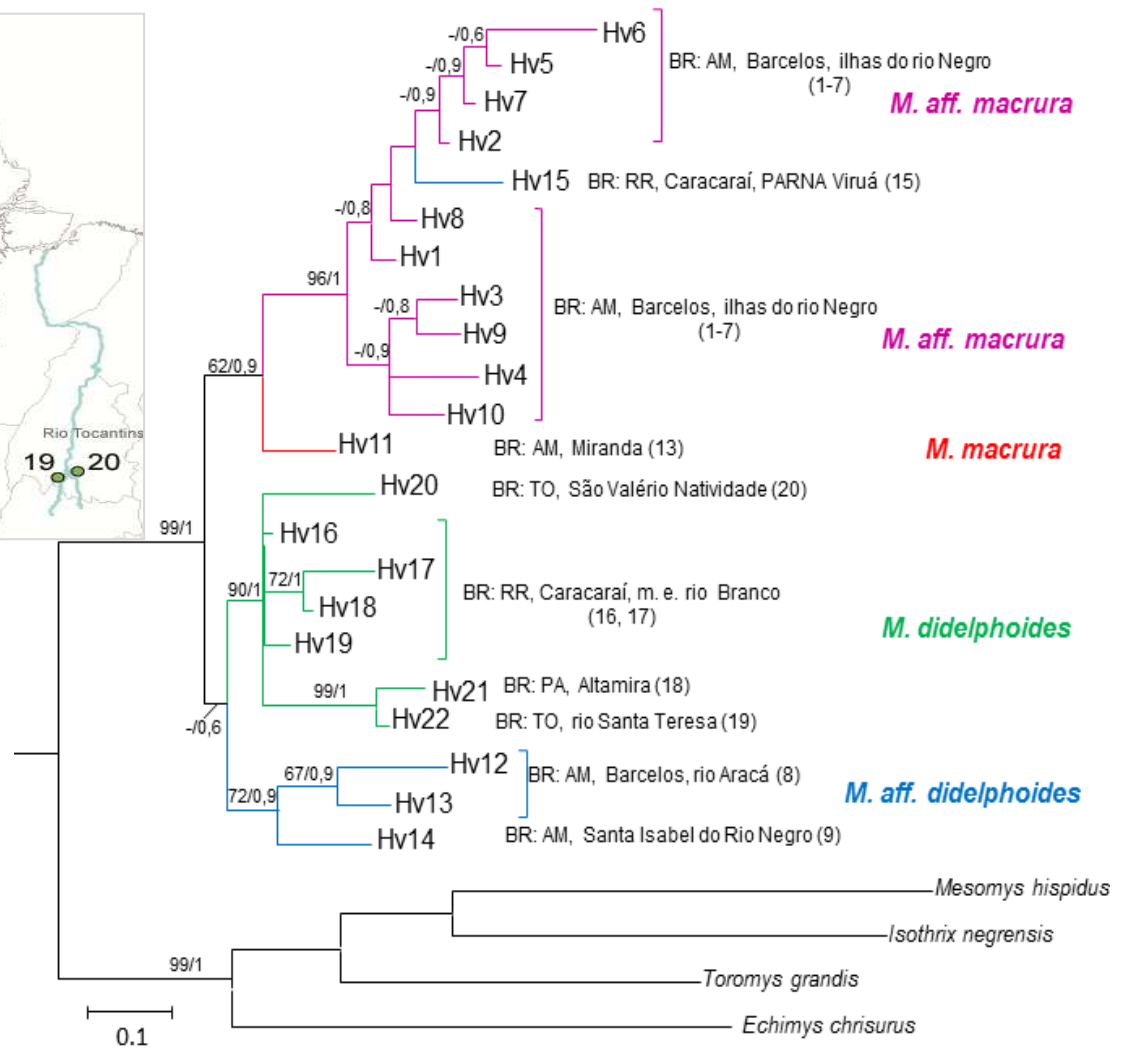 -/0,6
Hv6
-/0,9
Hv5
BR: AM, Barcelos, ilhas do rio Negro
(1-7)
M. aff. macrura
-/0,9
Hv7
Hv2
Hv15
BR: RR, Caracaraí, PARNA Viruá (15)
-/0,8
Hv8
Hv1
96/1
Hv3
-/0,8
BR: AM, Barcelos, ilhas do rio Negro
(1-7)
M. aff. macrura
Hv9
-/0,9
62/0,9
Hv4
Hv10
Rio Tocantins
19
20
Hv11
BR: AM, Miranda (13)
M. macrura
Hv20
BR: TO, São Valério Natividade (20)
99/1
Hv16
90/1
72/1
Hv17
BR: RR, Caracaraí, m. e. rio Branco
(16, 17)
Hv18
M. didelphoides
Hv19
99/1
Hv21
BR: PA, Altamira (18)
Hv22
BR: TO, rio Santa Teresa (19)
-/0,6
67/0,9
Hv12
BR: AM, Barcelos, rio Aracá (8)
72/0,9
Hv13
M. aff. didelphoides
Hv14
BR: AM, Santa Isabel do Rio Negro (9)
Mesomys hispidus
Isothrix negrensis
99/1
Toromys grandis
Echimys chrisurus
0.1